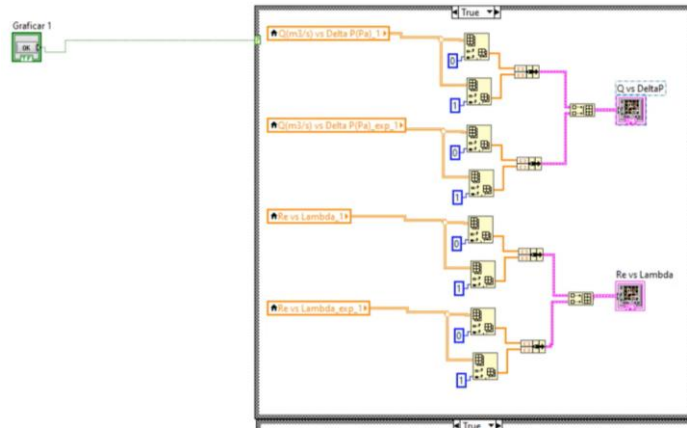 True
Graficar 1
OK
TF
Q(m3/s) vs Delta P(Pa)_1
0
1
Q vs DeltaP
Q(m3/s) vs Delta P(Pa)_exp_1
0
1
Re vs Lambda_1
0
1
Re vs Lambda
Re vs Lambda_exp_1
0
1
True